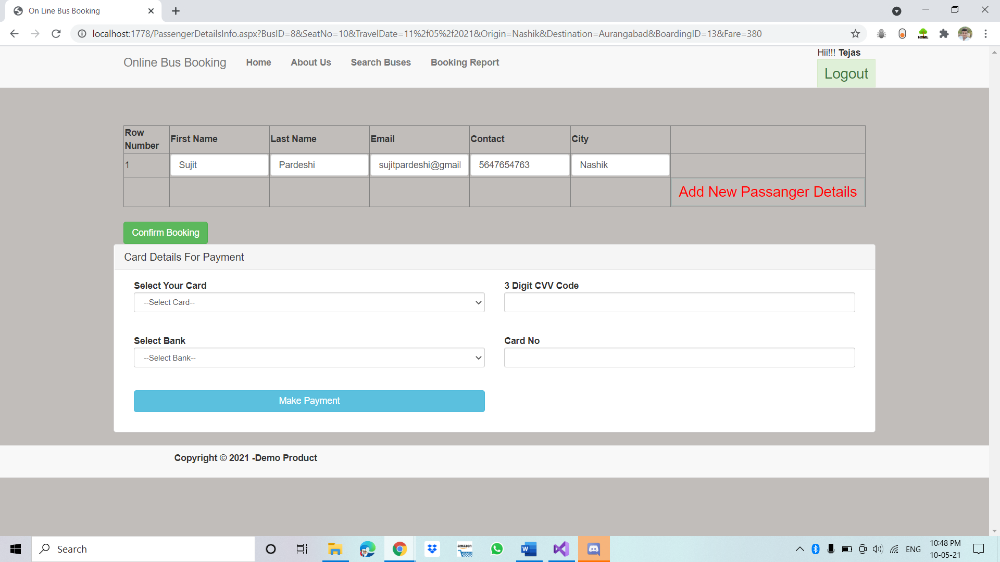 On Line Bus Booking
localhost:1778/PassengerDetailsInfo.aspx?BusID=8&SeatNo=10&TravelDate=11%2f05%2f2021&Origin=Nashik&Destination=Aurangabad&BoardingID=13&Fare=380
HTML
Hii!!! Tejas
Online Bus Booking Home About Us Search Buses Booking Report
Logout
Row Number First Name Last Name Email Contact City
1 Sujit Pardeshi sujitpardeshi@gmail 5647654763 Nashik
Add New Passanger Details
Confirm Booking
Card Details For Payment
Select Your Card 3 Digit CVV Code
--Select Card--
Select Bank Card No
--Select Bank--
Make Payment
Copyright © 2021 -Demo Product
Search
amazon
W
ENG
10:48 PM
10-05-21